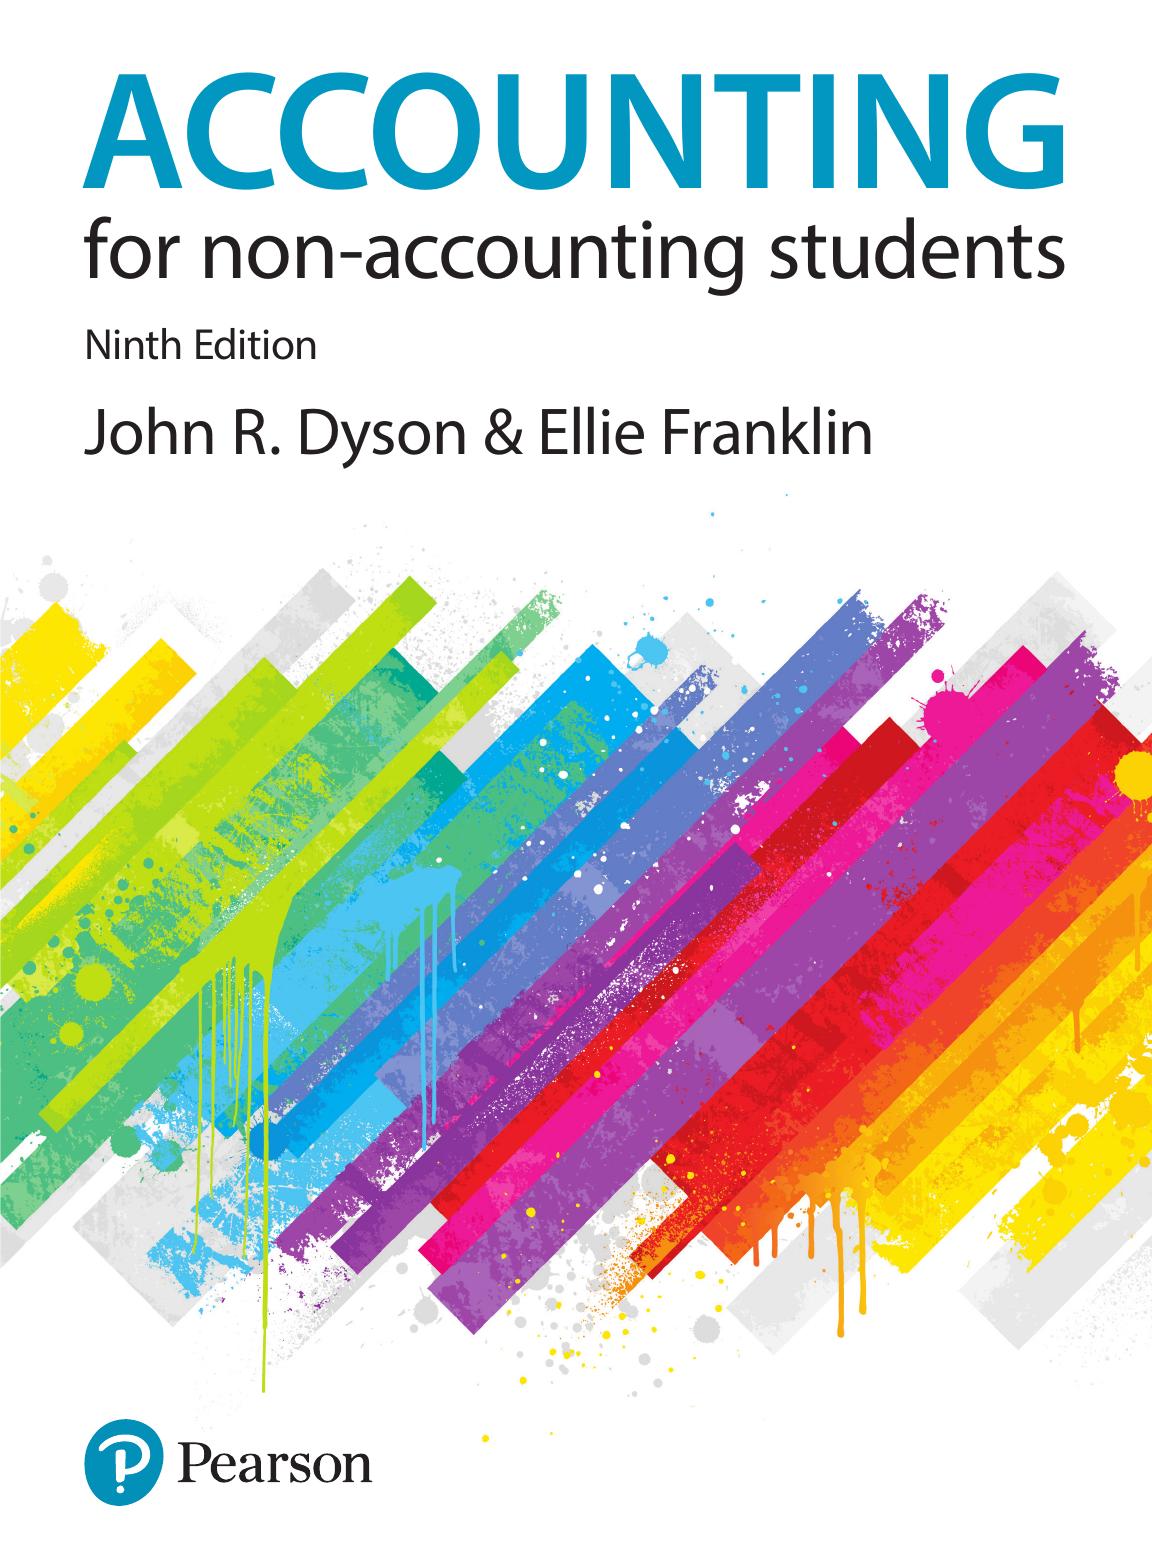 ACCOUNTING
for non-accounting students
Ninth Edition
John R. Dyson & Ellie Franklin
Pearson